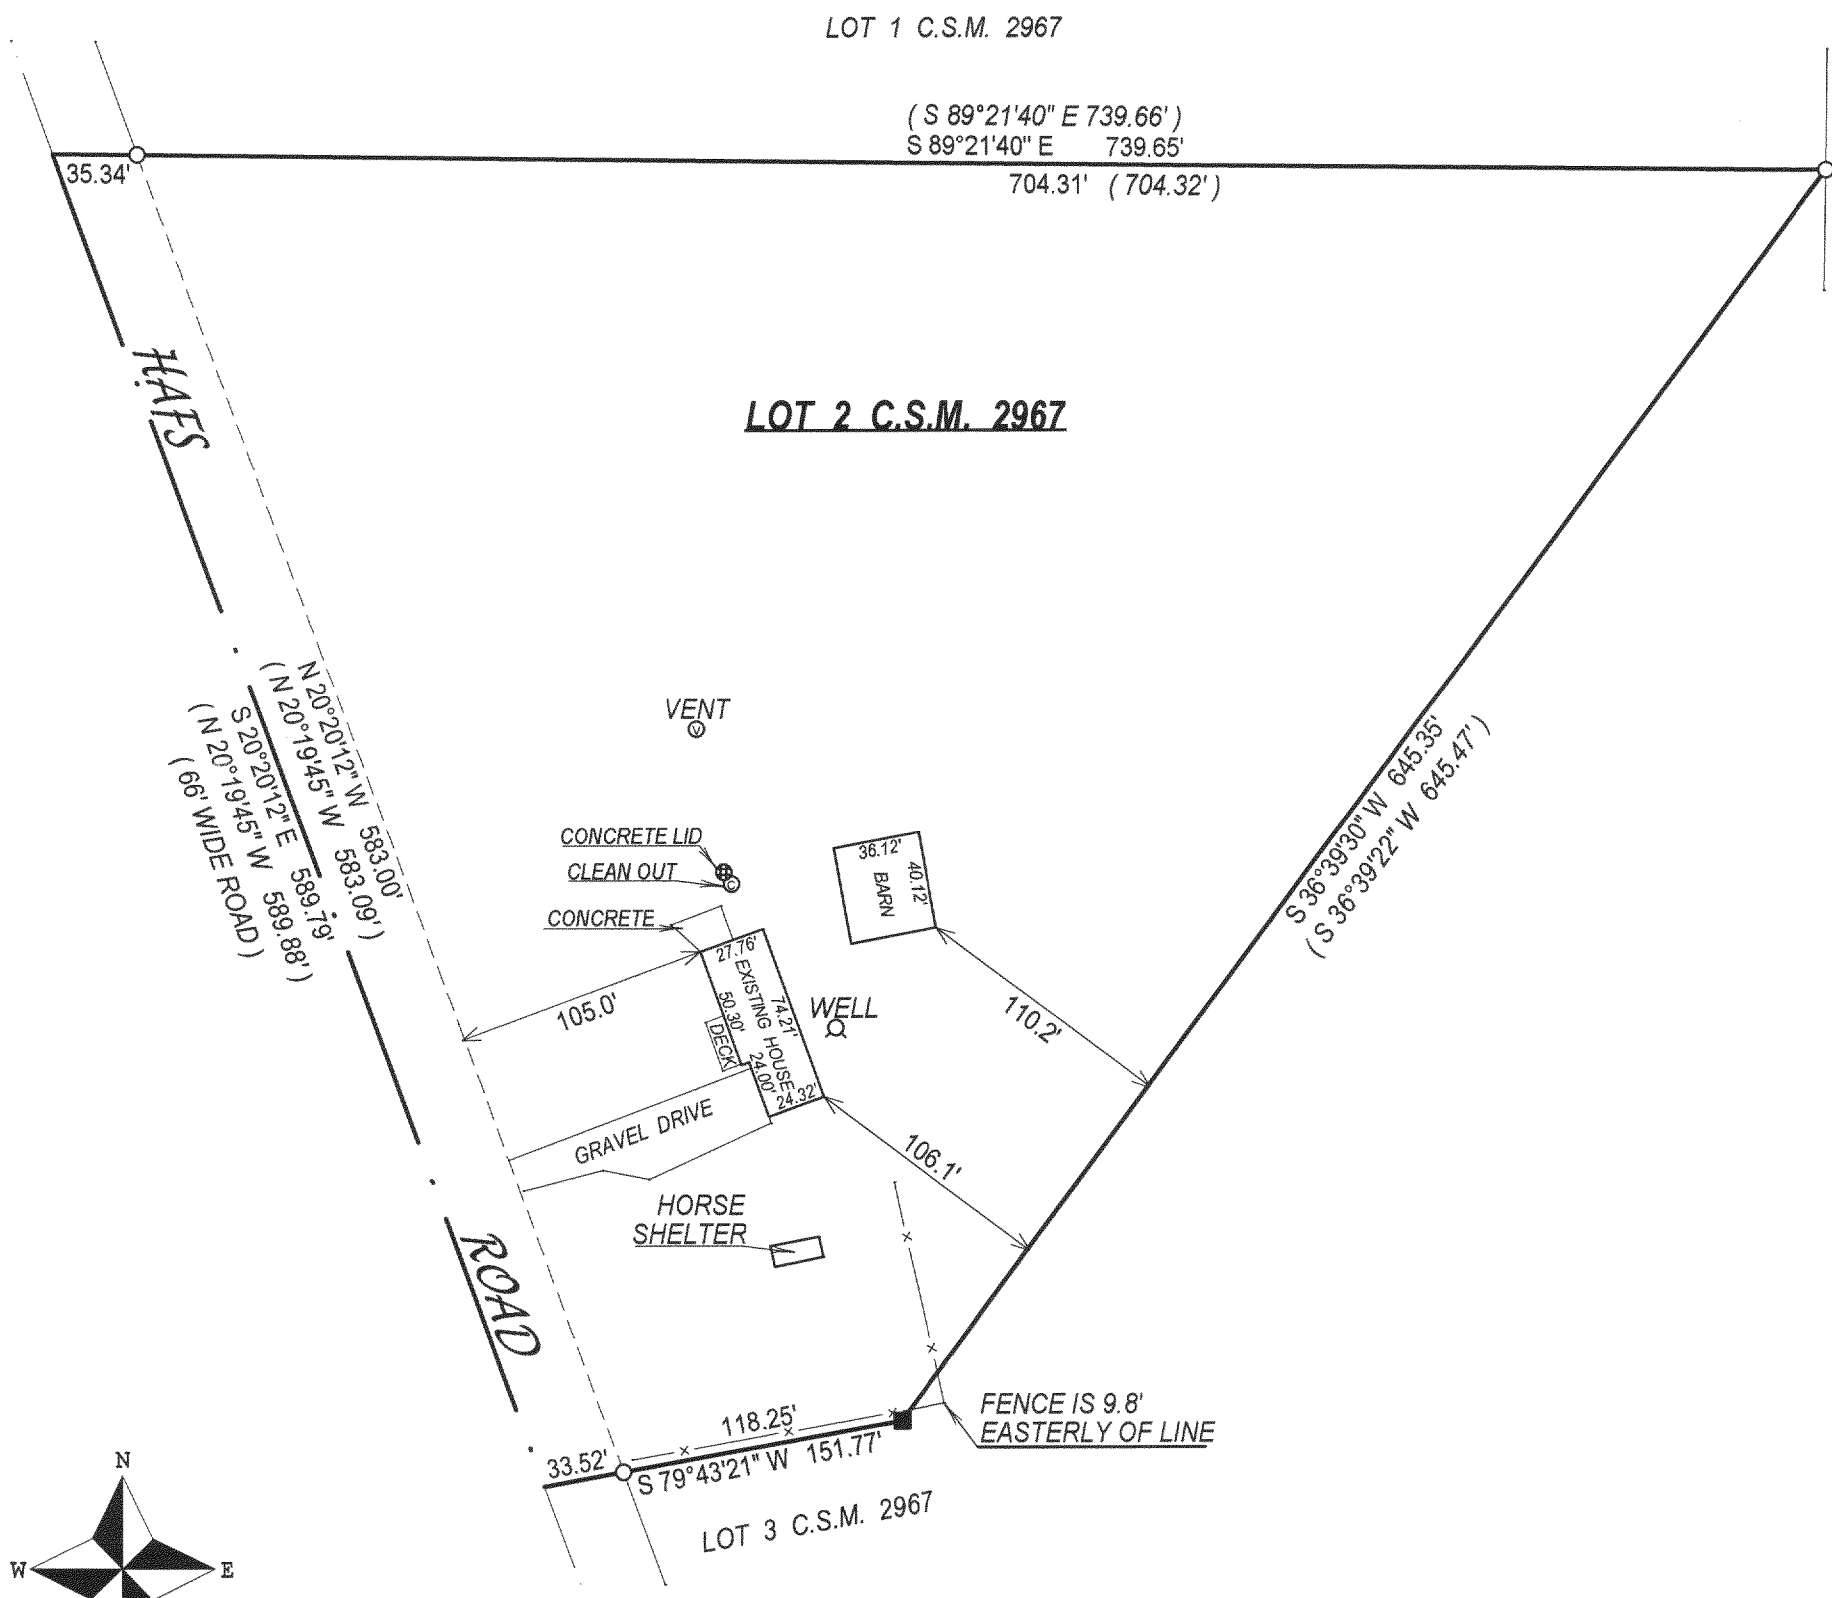 LOT 1 C.S.M. 2967
( S 89°21'40" E 739.66' )
S 89°21'40" E 739.65'
35.34'
704.31' ( 704.32' )
HAFS
LOT 2 C.S.M. 2967
N 20°20'12" W 583.00'
( N 20°19'45" W 583.09' )
S 20°20'12" E 589.79'
( N 20°19'45" W 589.88' )
( 66' WIDE ROAD )
VENT
V
S 36°39'30" W 645.35'
( S 36°39'22" W 645.47' )
CONCRETE LID
CLEAN OUT
C
CONCRETE
36.12'
40.12'
BARN
27.76'
EXISTING HOUSE
74.21'
50.30'
DECK
24.00'
24.32'
105.0'
WELL
110.2'
106.1'
GRAVEL DRIVE
HORSE
SHELTER
ROAD
118.25'
33.52'
S 79°43'21" W 151.77'
FENCE IS 9.8'
EASTERLY OF LINE
LOT 3 C.S.M. 2967
N
W
E